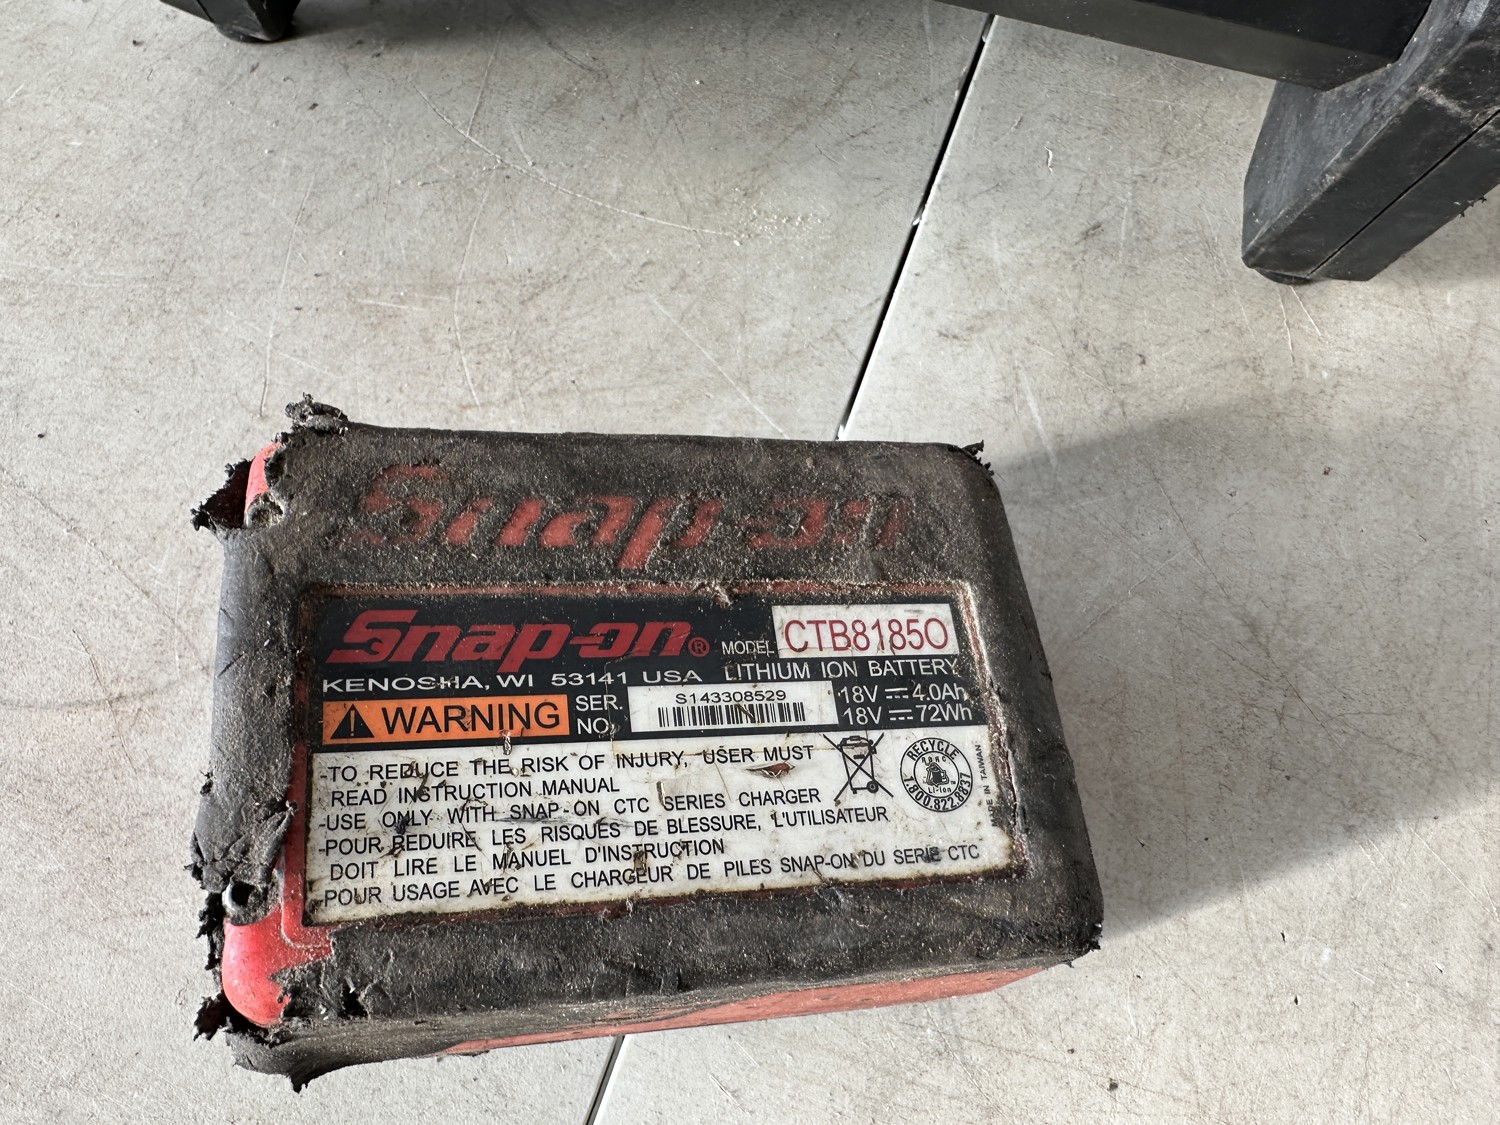 Snap-on
Snap-on® MODEL CTB8185O
KENOSHA, WI 53141 USA LITHIUM ION BATTERY
WARNING SER. NO. S143308529 18V 4.0Ah
18V 72Wh
-TO REDUCE THE RISK OF INJURY, USER MUST
READ INSTRUCTION MANUAL
-USE ONLY WITH SNAP-ON CTC SERIES CHARGER
-POUR REDUIRE LES RISQUES DE BLESSURE, L'UTILISATEUR
DOIT LIRE LE MANUEL D'INSTRUCTION
-POUR USAGE AVEC LE CHARGEUR DE PILES SNAP-ON DU SERIE CTC
RECYCLE
RBRC
Li-Ion
1.800.822.8837
MADE IN TAIWAN